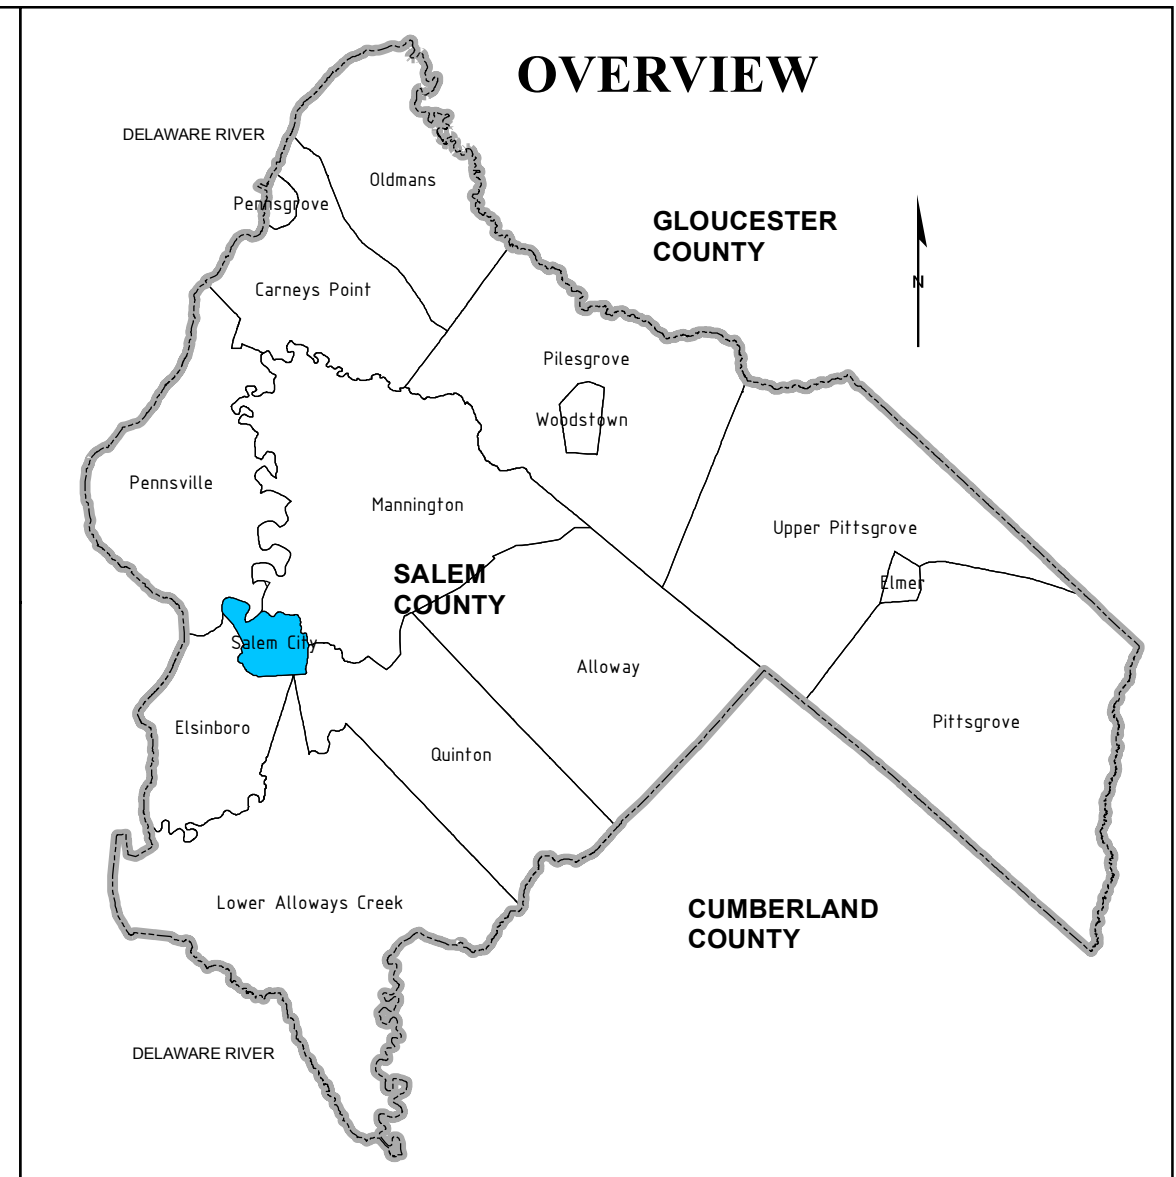 OVERVIEW
DELAWARE RIVER
Oldmans
Pennsgrove
GLOUCESTER
COUNTY
N
Carneys Point
Pilesgrove
Woodstown
Pennsville
Mannington
Upper Pittsgrove
SALEM
COUNTY
Elmer
Salem City
Alloway
Elsinboro
Pittsgrove
Quinton
Lower Alloways Creek
CUMBERLAND
COUNTY
DELAWARE RIVER